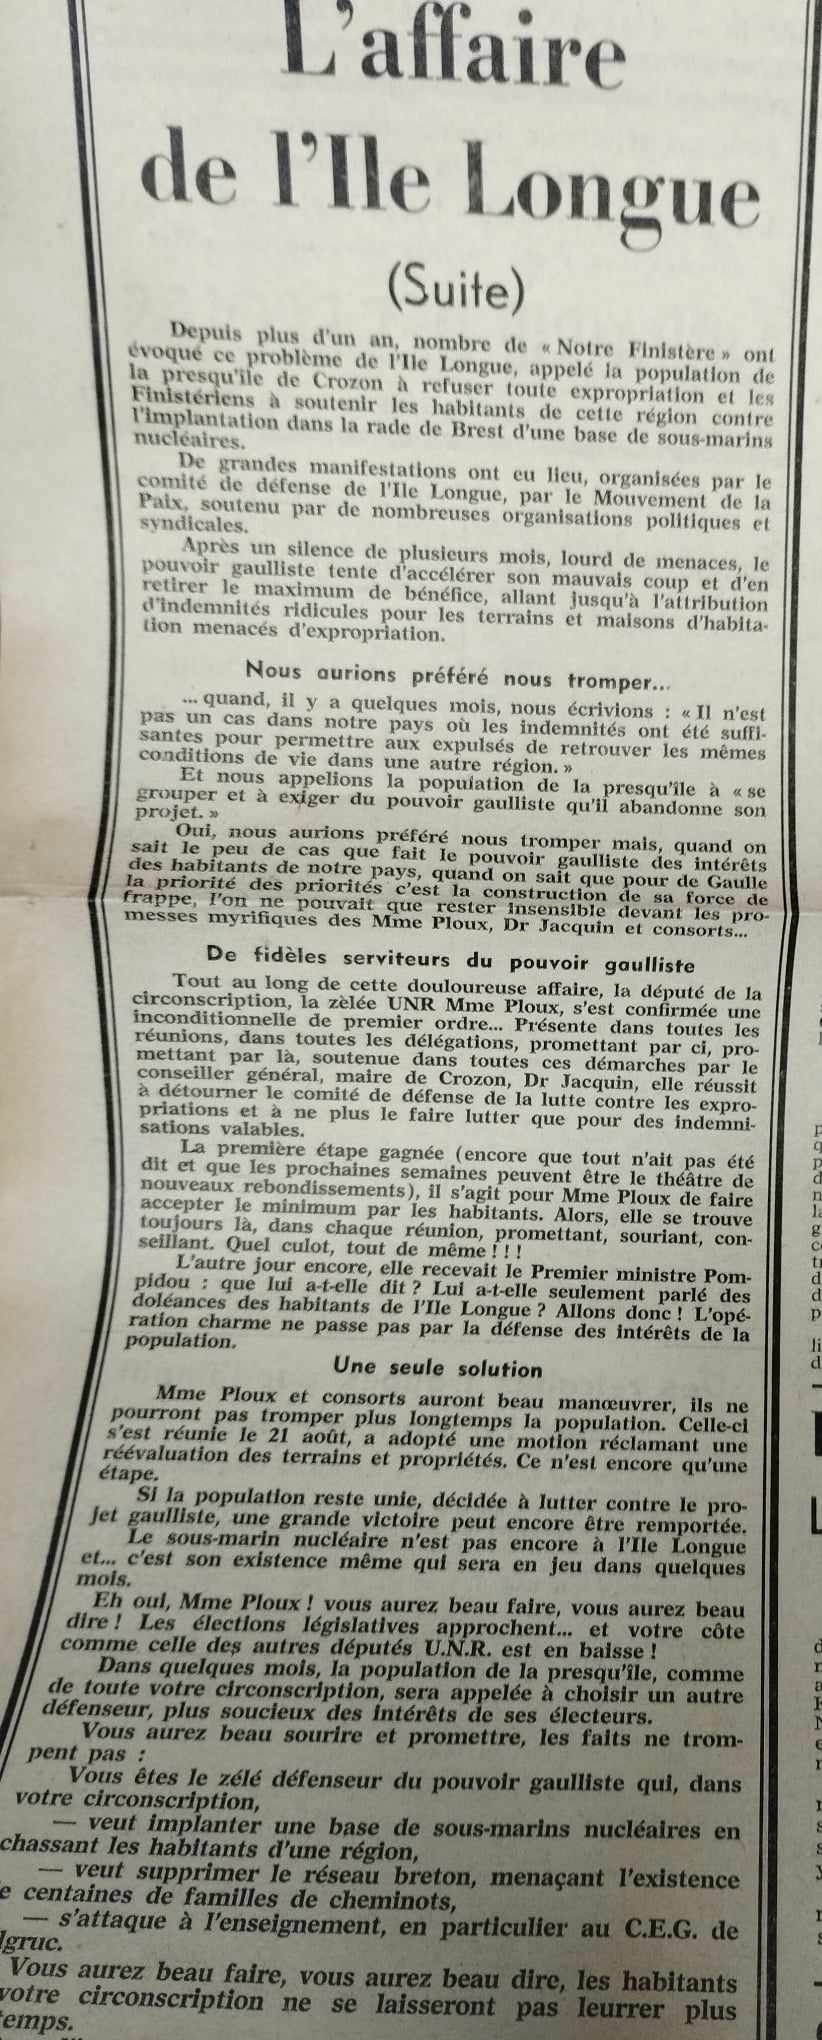 L'affaire
de l'Ile Longue
(Suite)
Depuis plus d'un an, nombre de « Notre Finistère » ont
évoqué ce problème de l'Ile Longue, appelé la population de
la presqu'île de Crozon à refuser toute expropriation et les
Finistériens à soutenir les habitants de cette région contre
l'implantation dans la rade de Brest d'une base de sous-marins
nucléaires.
De grandes manifestations ont eu lieu, organisées par le
comité de défense de l'Ile Longue, par le Mouvement de la
Paix, soutenu par de nombreuses organisations politiques et
syndicales.
Après un silence de plusieurs mois, lourd de menaces, le
pouvoir gaulliste tente d'accélérer son mauvais coup et d'en
retirer le maximum de bénéfice, allant jusqu'à l'attribution
d'indemnités ridicules pour les terrains et maisons d'habita-
tion menacés d'expropriation.
Nous aurions préféré nous tromper...
... quand, il y a quelques mois, nous écrivions : « Il n'est
pas un cas dans notre pays où les indemnités ont été suffi-
santes pour permettre aux expulsés de retrouver les mêmes
conditions de vie dans une autre région. »
Et nous appelions la population de la presqu'île à « se
grouper et à exiger du pouvoir gaulliste qu'il abandonne son
projet. »
Oui, nous aurions préféré nous tromper mais, quand on
sait le peu de cas que fait le pouvoir gaulliste des intérêts
des habitants de notre pays, quand on sait que pour de Gaulle
la priorité des priorités c'est la construction de sa force de
frappe, l'on ne pouvait que rester insensible devant les pro-
messes myrifiques des Mme Ploux, Dr Jacquin et consorts...
De fidèles serviteurs du pouvoir gaulliste
Tout au long de cette douloureuse affaire, la député de la
circonscription, la zèlée UNR Mme Ploux, s'est confirmée une
inconditionnelle de premier ordre... Présente dans toutes les
réunions, dans toutes les délégations, promettant par ci, pro-
mettant par là, soutenue dans toutes ces démarches par le
conseiller général, maire de Crozon, Dr Jacquin, elle réussit
à détourner le comité de défense de la lutte contre les expro-
priations et à ne plus le faire lutter que pour des indemni-
sations valables.
La première étape gagnée (encore que tout n'ait pas été
dit et que les prochaines semaines peuvent être le théâtre de
nouveaux rebondissements), il s'agit pour Mme Ploux de faire
accepter le minimum par les habitants. Alors, elle se trouve
toujours là, dans chaque réunion, promettant, souriant, con-
seillant. Quel culot, tout de même ! ! !
L'autre jour encore, elle recevait le Premier ministre Pom-
pidou : que lui a-t-elle dit ? Lui a-t-elle seulement parlé des
doléances des habitants de l'Ile Longue ? Allons donc ! L'opé-
ration charme ne passe pas par la défense des intérêts de la
population.
Une seule solution
Mme Ploux et consorts auront beau manœuvrer, ils ne
pourront pas tromper plus longtemps la population. Celle-ci
s'est réunie le 21 août, a adopté une motion réclamant une
réévaluation des terrains et propriétés. Ce n'est encore qu'une
étape.
Si la population reste unie, décidée à lutter contre le pro-
jet gaulliste, une grande victoire peut encore être remportée.
Le sous-marin nucléaire n'est pas encore à l'Ile Longue
et... c'est son existence même qui sera en jeu dans quelques
mois.
Eh oui, Mme Ploux ! vous aurez beau faire, vous aurez beau
dire ! Les élections législatives approchent... et votre côte
comme celle des autres députés U.N.R. est en baisse !
Dans quelques mois, la population de la presqu'île, comme
de toute votre circonscription, sera appelée à choisir un autre
défenseur, plus soucieux des intérêts de ses électeurs.
Vous aurez beau sourire et promettre, les faits ne trom-
pent pas :
Vous êtes le zélé défenseur du pouvoir gaulliste qui, dans
votre circonscription,
— veut implanter une base de sous-marins nucléaires en
chassant les habitants d'une région,
— veut supprimer le réseau breton, menaçant l'existence
e centaines de familles de cheminots,
— s'attaque à l'enseignement, en particulier au C.E.G. de
lgruc.
Vous aurez beau faire, vous aurez beau dire, les habitants
votre circonscription ne se laisseront pas leurrer plus
temps.